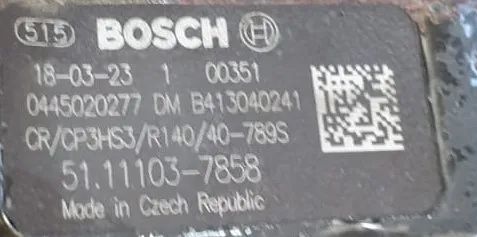 515 BOSCH
18-03-23 1 00351
0445020277 DM B413040241
CR/CP3HS3/R140/40-789S
51.11103-7858
Made in Czech Republic